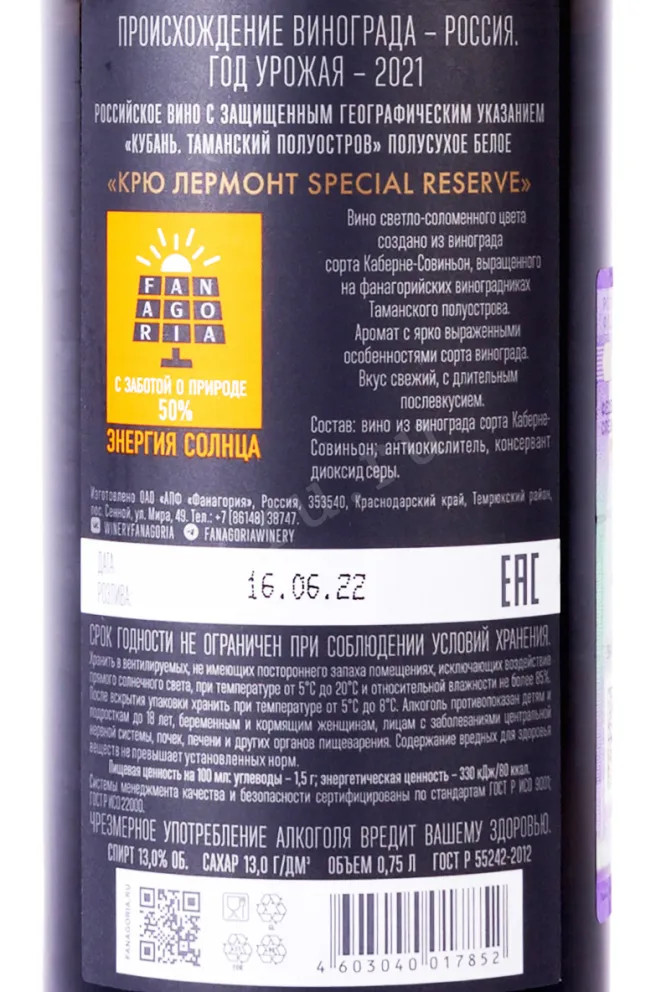 ПРОИСХОЖДЕНИЕ ВИНОГРАДА – РОССИЯ.
ГОД УРОЖАЯ – 2021
РОССИЙСКОЕ ВИНО С ЗАЩИЩЕННЫМ ГЕОГРАФИЧЕСКИМ УКАЗАНИЕМ
«КУБАНЬ. ТАМАНСКИЙ ПОЛУОСТРОВ» ПОЛУСУХОЕ БЕЛОЕ
«КРЮ ЛЕРМОНТ SPECIAL RESERVE»
FAN
AGO
RIA
С ЗАБОТОЙ О ПРИРОДЕ
50%
ЭНЕРГИЯ СОЛНЦА
Вино светло-соломенного цвета
создано из винограда
сорта Каберне-Совиньон, выращенного
на фанагорийских виноградниках
Таманского полуострова.
Аромат с ярко выраженными
особенностями сорта винограда.
Вкус свежий, с длительным
послевкусием.
Состав: вино из винограда сорта Каберне-
Совиньон; антиокислитель, консервант
диоксид серы.
Изготовлено ОАО «АПФ «Фанагория», Россия, 353540, Краснодарский край, Темрюкский район,
пос. Сенной, ул. Мира, 49. Тел.: +7 (86148) 38747.
WINERYFANAGORIA FANAGORIAWINERY
ДАТА
РОЗЛИВА:
16.06.22
EAC
СРОК ГОДНОСТИ НЕ ОГРАНИЧЕН ПРИ СОБЛЮДЕНИИ УСЛОВИЙ ХРАНЕНИЯ.
Хранить в вентилируемых, не имеющих постороннего запаха помещениях, исключающих воздействие
прямого солнечного света, при температуре от 5°С до 20°С и относительной влажности не более 85%.
После вскрытия упаковки хранить при температуре от 5°С до 8°С. Алкоголь противопоказан детям и
подросткам до 18 лет, беременным и кормящим женщинам, лицам с заболеваниями центральной
нервной системы, почек, печени и других органов пищеварения. Содержание вредных для здоровья
веществ не превышает установленных норм.
Пищевая ценность на 100 мл: углеводы – 1,5 г; энергетическая ценность – 330 кДж/80 ккал.
Системы менеджмента качества и безопасности сертифицированы по стандартам ГОСТ Р ИСО 9001;
ГОСТ Р ИСО 22000.
ЧРЕЗМЕРНОЕ УПОТРЕБЛЕНИЕ АЛКОГОЛЯ ВРЕДИТ ВАШЕМУ ЗДОРОВЬЮ.
СПИРТ 13,0% ОБ. САХАР 13,0 Г/ДМ³ ОБЪЕМ 0,75 Л ГОСТ Р 55242-2012
FANAGORIA.RU
4 603040 017852